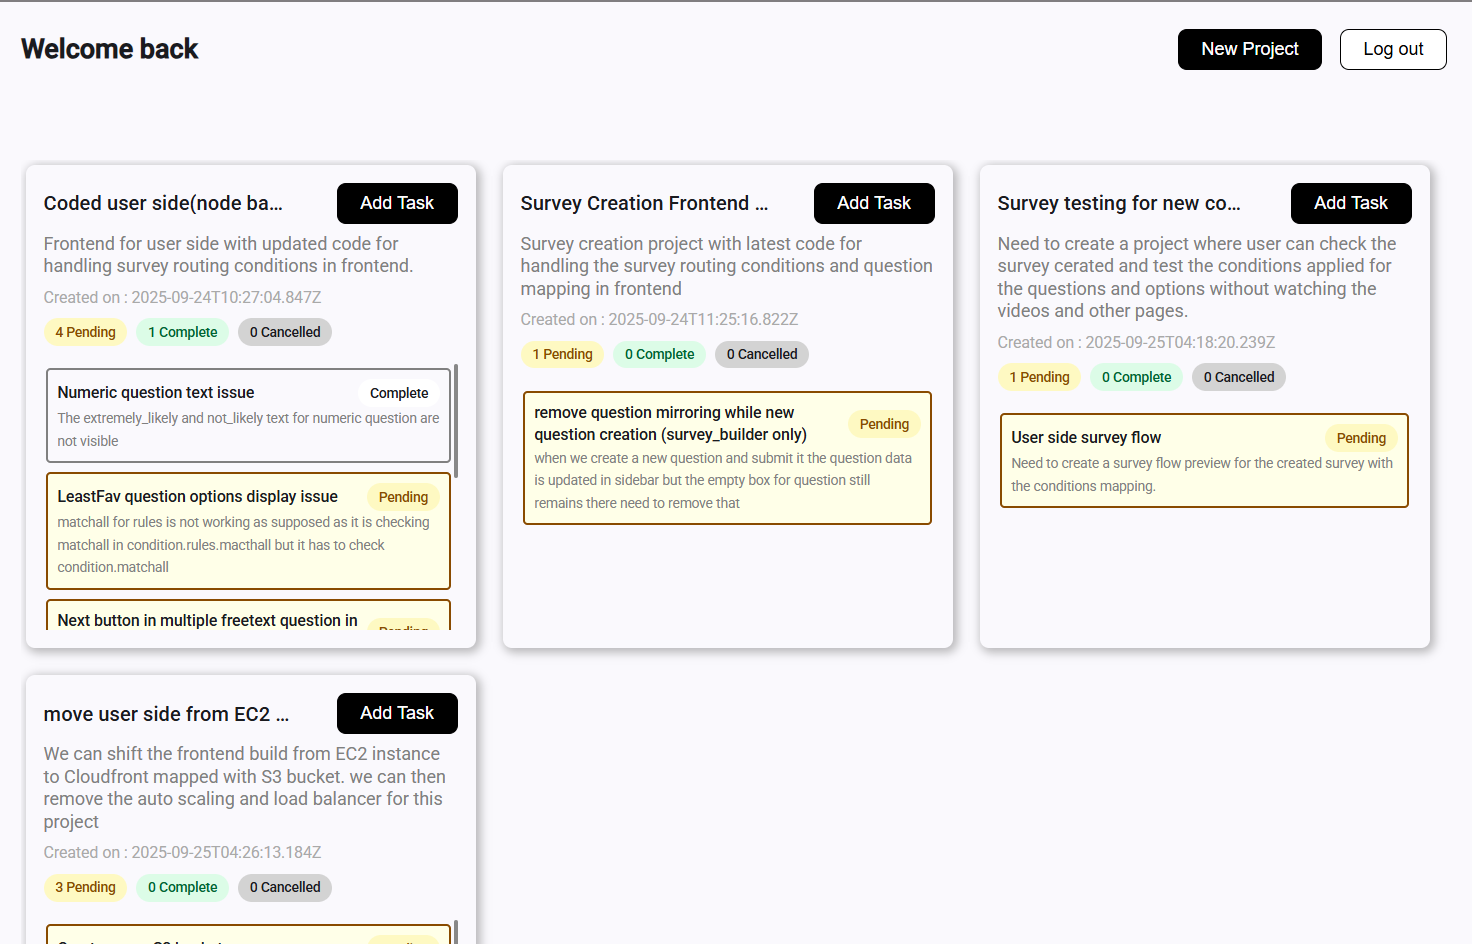 Welcome back
New Project
Log out
Coded user side(node ba...
Add Task
Frontend for user side with updated code for
handling survey routing conditions in frontend.
Created on : 2025-09-24T10:27:04.847Z
4 Pending
1 Complete
0 Cancelled
Numeric question text issue
Complete
The extremely_likely and not_likely text for numeric question are
not visible
LeastFav question options display issue
Pending
matchall for rules is not working as supposed as it is checking
matchall in condition.rules.macthall but it has to check
condition.matchall
Next button in multiple freetext question in
Pending
Survey Creation Frontend ...
Add Task
Survey creation project with latest code for
handling the survey routing conditions and question
mapping in frontend
Created on : 2025-09-24T11:25:16.822Z
1 Pending
0 Complete
0 Cancelled
remove question mirroring while new
question creation (survey_builder only)
Pending
when we create a new question and submit it the question data
is updated in sidebar but the empty box for question still
remains there need to remove that
Survey testing for new co...
Add Task
Need to create a project where user can check the
survey cerated and test the conditions applied for
the questions and options without watching the
videos and other pages.
Created on : 2025-09-25T04:18:20.239Z
1 Pending
0 Complete
0 Cancelled
User side survey flow
Pending
Need to create a survey flow preview for the created survey with
the conditions mapping.
move user side from EC2 ...
Add Task
We can shift the frontend build from EC2 instance
to Cloudfront mapped with S3 bucket. we can then
remove the auto scaling and load balancer for this
project
Created on : 2025-09-25T04:26:13.184Z
3 Pending
0 Complete
0 Cancelled